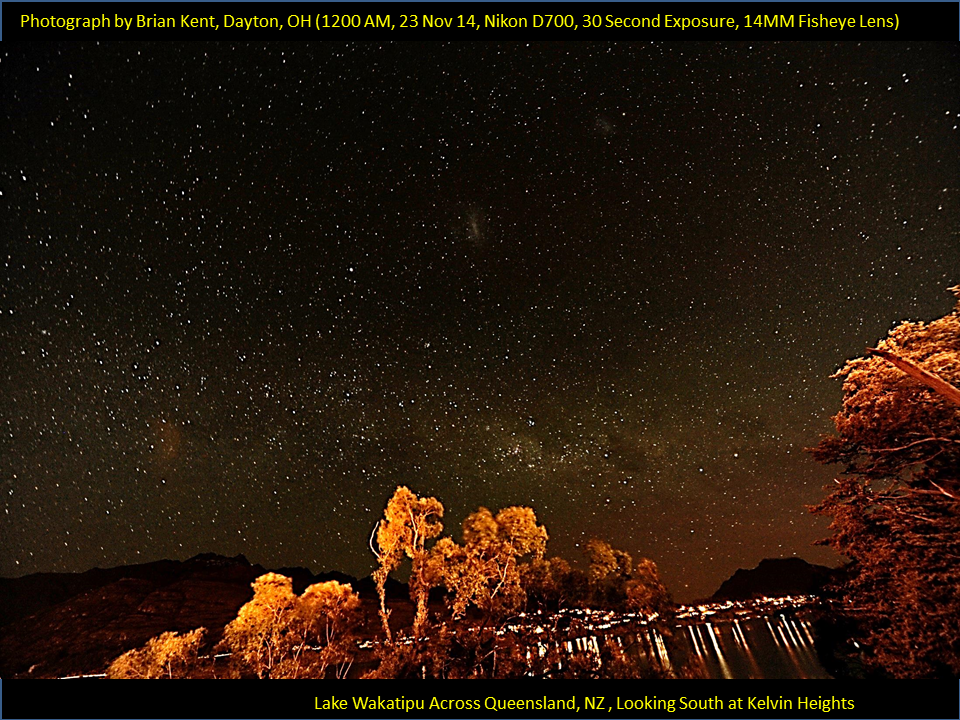 Photograph by Brian Kent, Dayton, OH (1200 AM, 23 Nov 14, Nikon D700, 30 Second Exposure, 14MM Fisheye Lens)
Lake Wakatipu Across Queensland, NZ , Looking South at Kelvin Heights